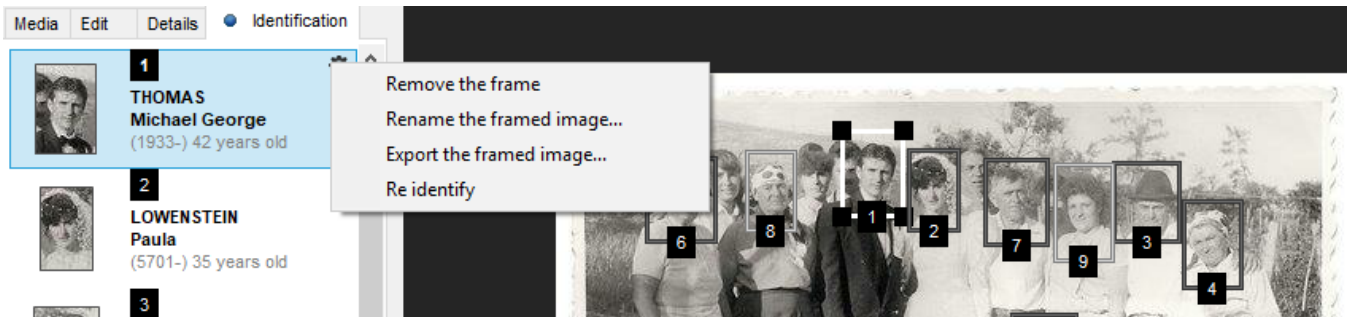 Media Edit Details Identification
1
THOMAS
Michael George
(1933-) 42 years old
2
LOWENSTEIN
Paula
(5701-) 35 years old
3
Remove the frame
Rename the framed image...
Export the framed image...
Re identify
6
8
1
2
7
9
3
4